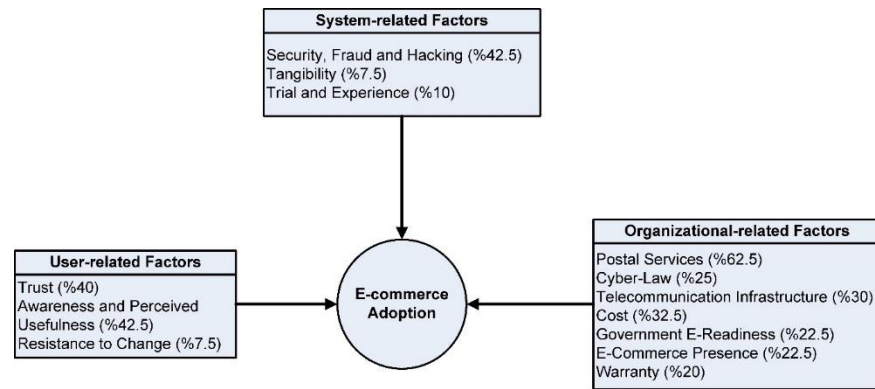 System-related Factors
Security, Fraud and Hacking (%42.5)
Tangibility (%7.5)
Trial and Experience (%10)
User-related Factors
Trust (%40)
Awareness and Perceived
Usefulness (%42.5)
Resistance to Change (%7.5)
E-commerce
Adoption
Organizational-related Factors
Postal Services (%62.5)
Cyber-Law (%25)
Telecommunication Infrastructure (%30)
Cost (%32.5)
Government E-Readiness (%22.5)
E-Commerce Presence (%22.5)
Warranty (%20)